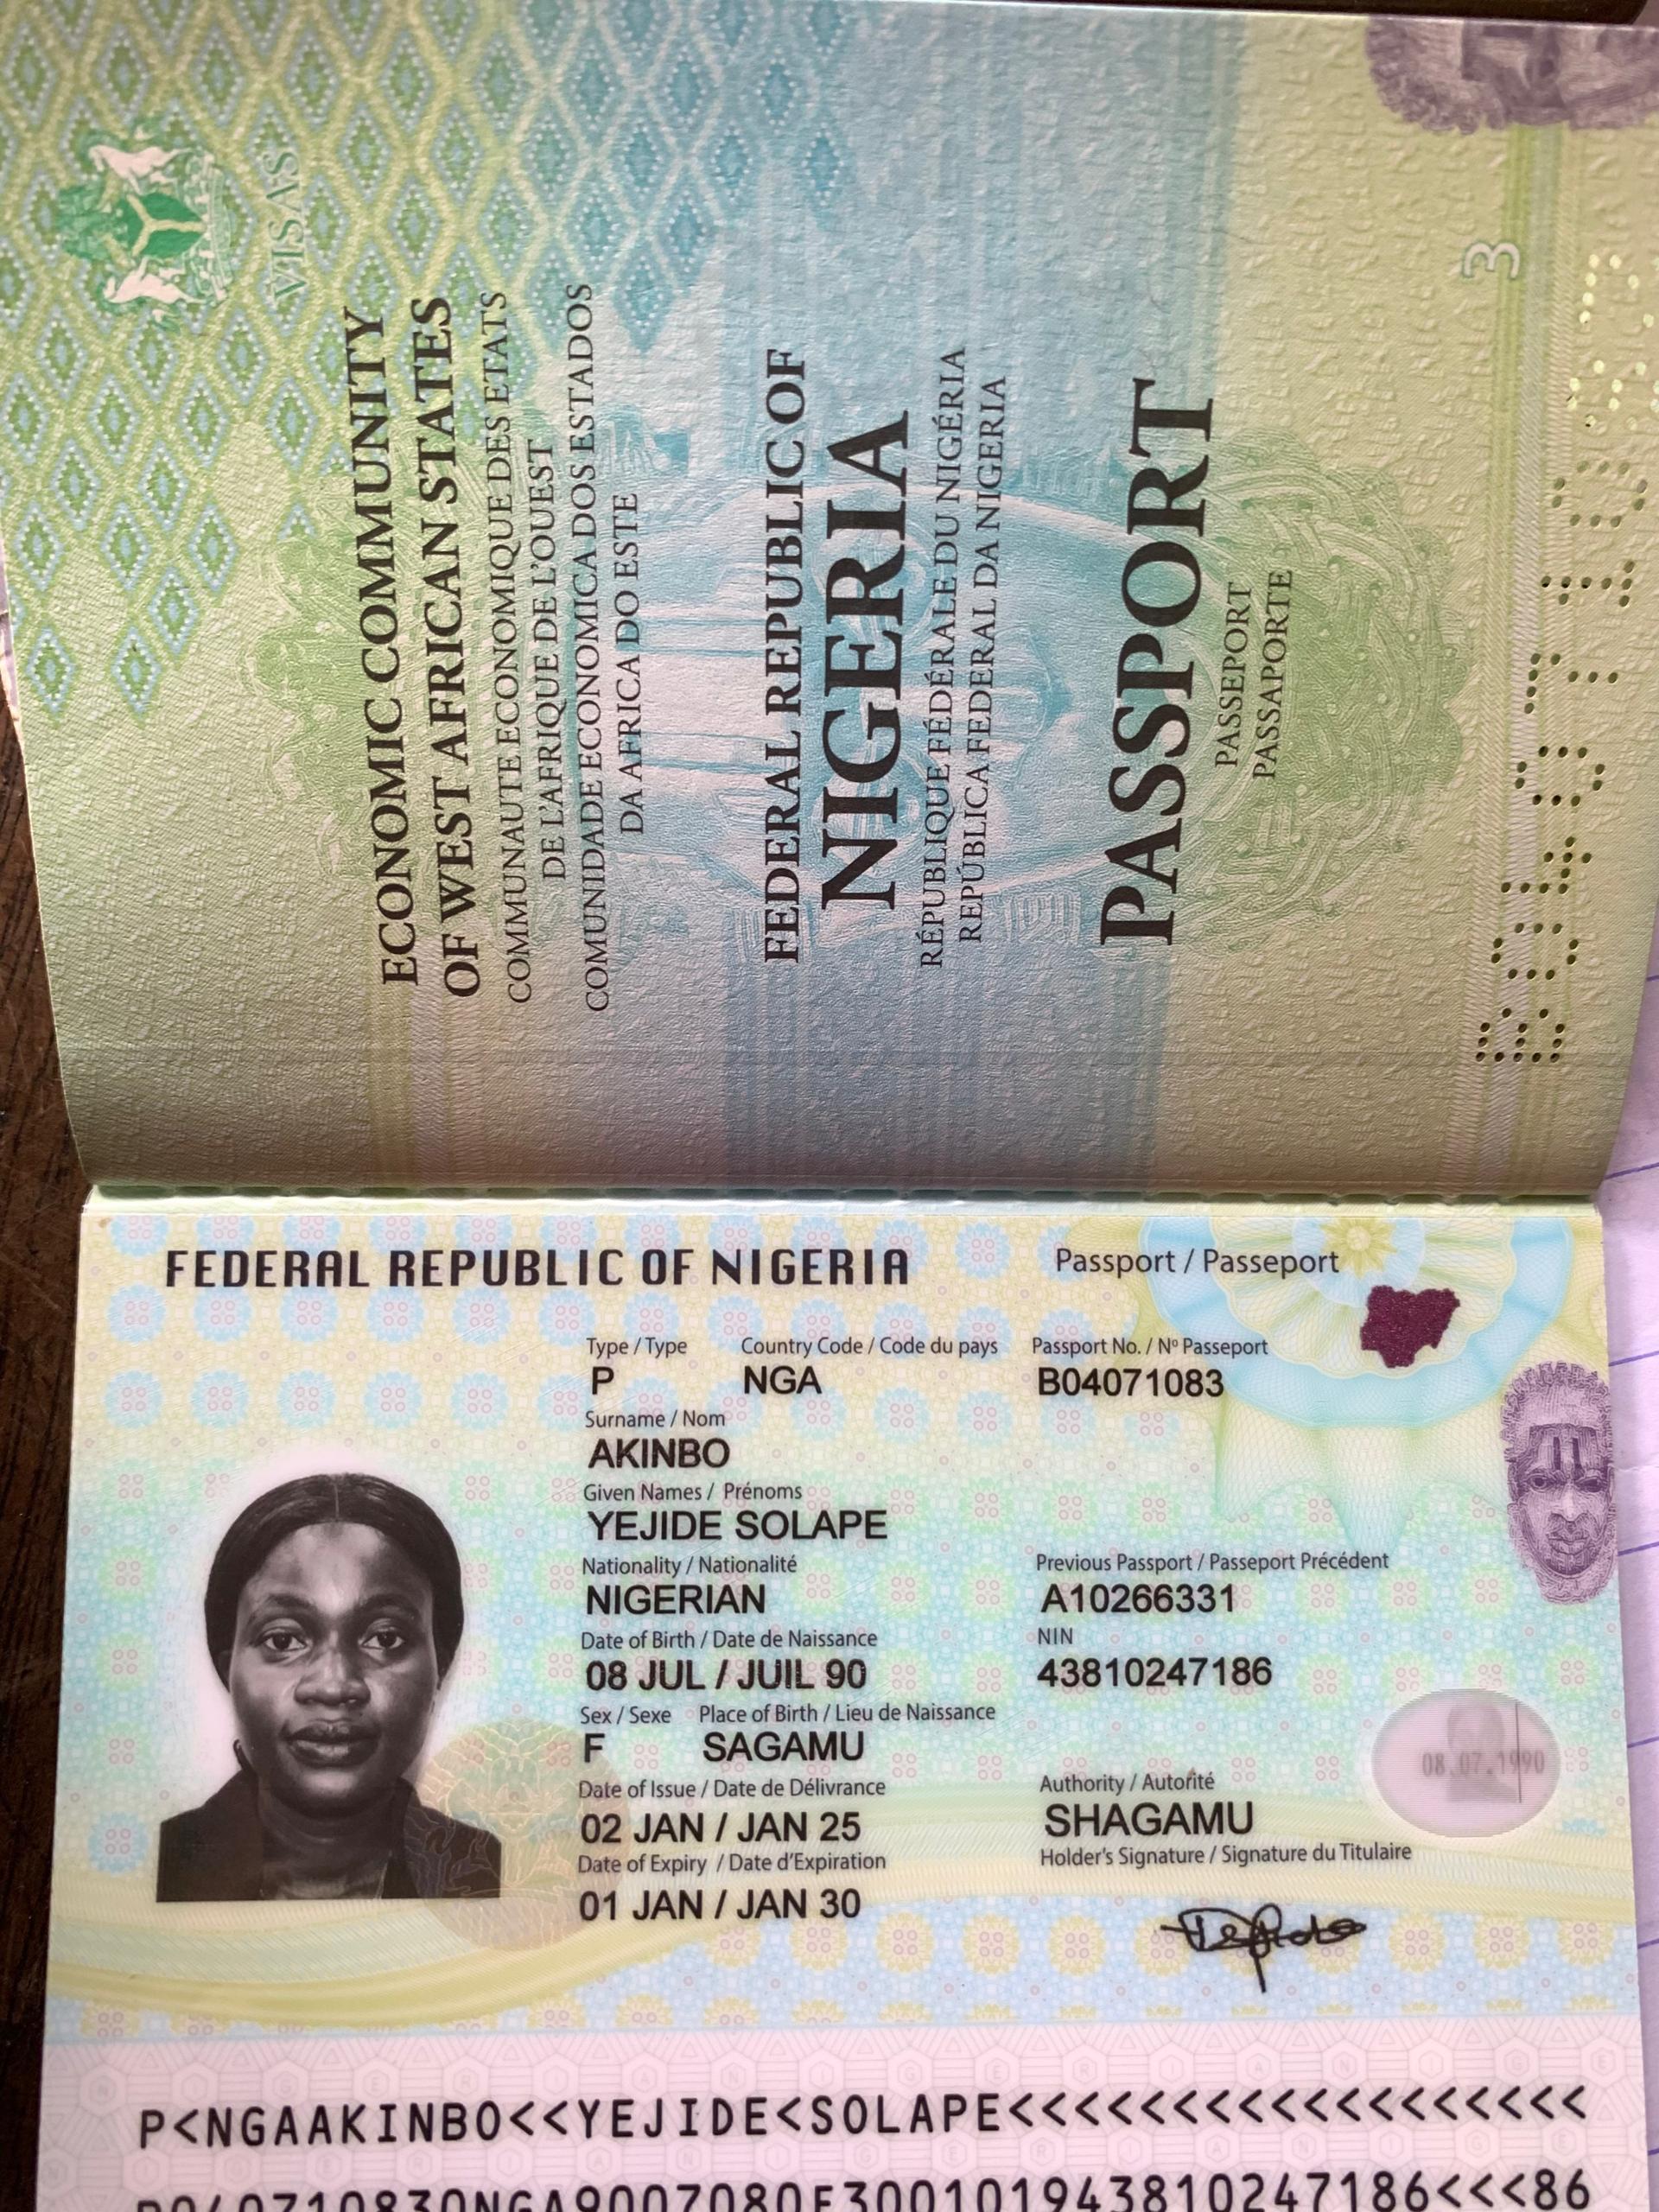 VISAS
ECONOMIC COMMUNITY
OF WEST AFRICAN STATES
COMMUNAUTE ECONOMIQUE DES ETATS
DE L'AFRIQUE DE L'OUEST
COMUNIDADE ECONOMICA DOS ESTADOS
DA AFRICA DO ESTE
FEDERAL REPUBLIC OF
NIGERIA
RÉPUBLIQUE FÉDÉRALE DU NIGÉRIA
REPÚBLICA FEDERAL DA NIGERIA
PASSPORT
PASSEPORT
PASSAPORTE
3
B04071083
FEDERAL REPUBLIC OF NIGERIA Passport / Passeport
Type / Type Country Code / Code du pays Passport No. / Nº Passeport
P NGA B04071083
Surname / Nom
AKINBO
Given Names / Prénoms
YEJIDE SOLAPE
Nationality / Nationalité Previous Passport / Passeport Précédent
NIGERIAN A10266331
Date of Birth / Date de Naissance NIN
08 JUL / JUIL 90 43810247186
Sex / Sexe Place of Birth / Lieu de Naissance
F SAGAMU
08.07.1990
Date of Issue / Date de Délivrance Authority / Autorité
02 JAN / JAN 25 SHAGAMU
Date of Expiry / Date d'Expiration Holder's Signature / Signature du Titulaire
01 JAN / JAN 30
P<NGAAKINBO<<YEJIDE<SOLAPE<<<<<<<<<<<<<<<<<<
B040710830NGA9007080F300101943810247186<<<86